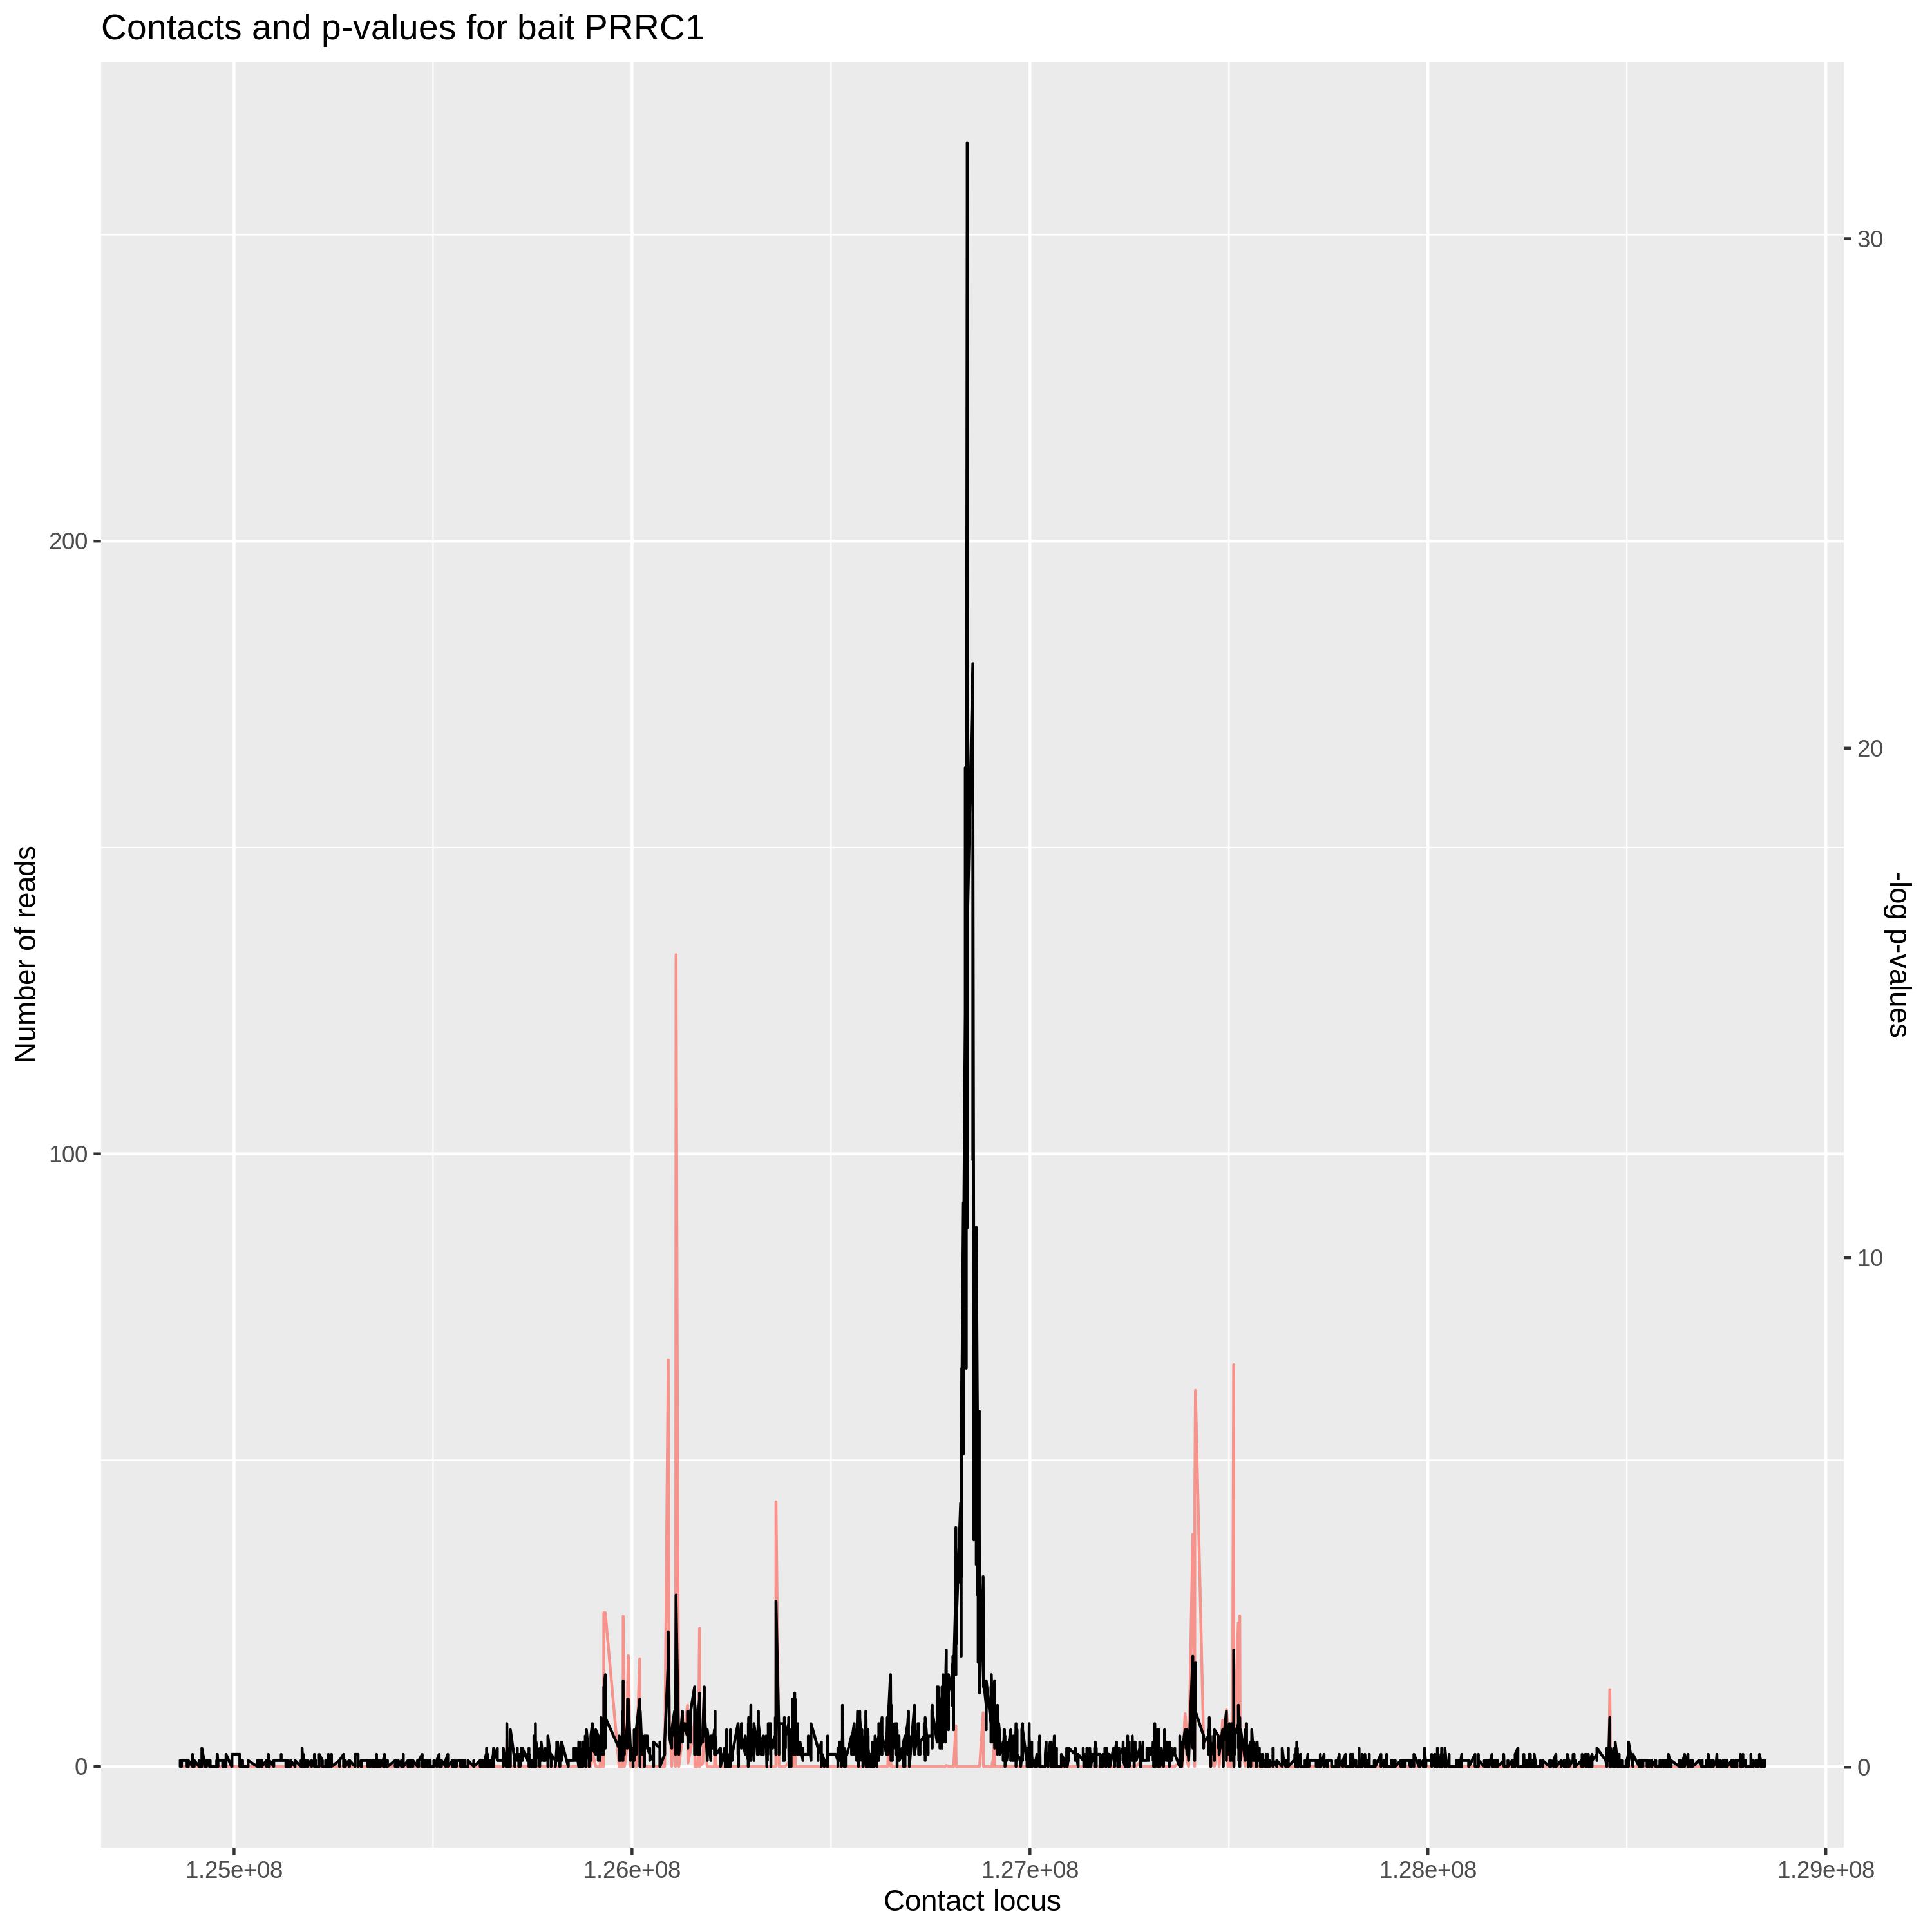 Contacts and p-values for bait PRRC1
Number of reads
200
100
0
30
20
10
0
-log p-values
1.25e+08
1.26e+08
1.27e+08
1.28e+08
1.29e+08
Contact locus